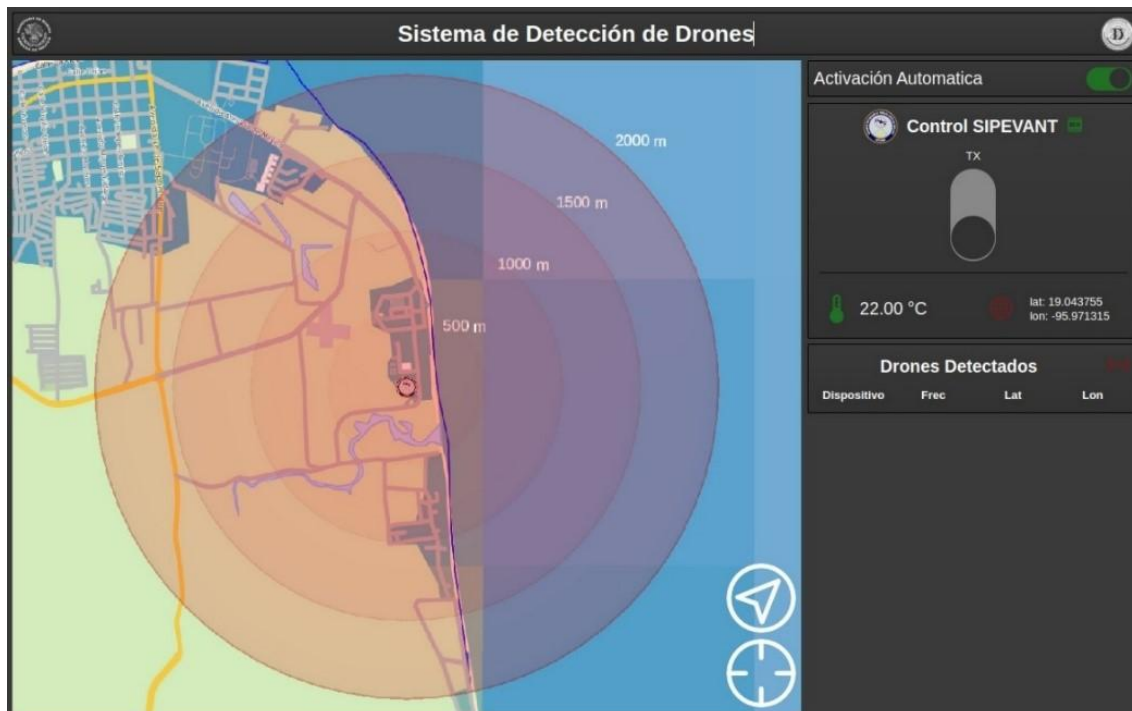 Sistema de Detección de Drones
Activación Automatica
Control SIPEVANT
TX
2000 m
1500 m
1000 m
500 m
22.00 °C
lat: 19.043755
lon: -95.971315
Drones Detectados
Dispositivo Frec Lat Lon